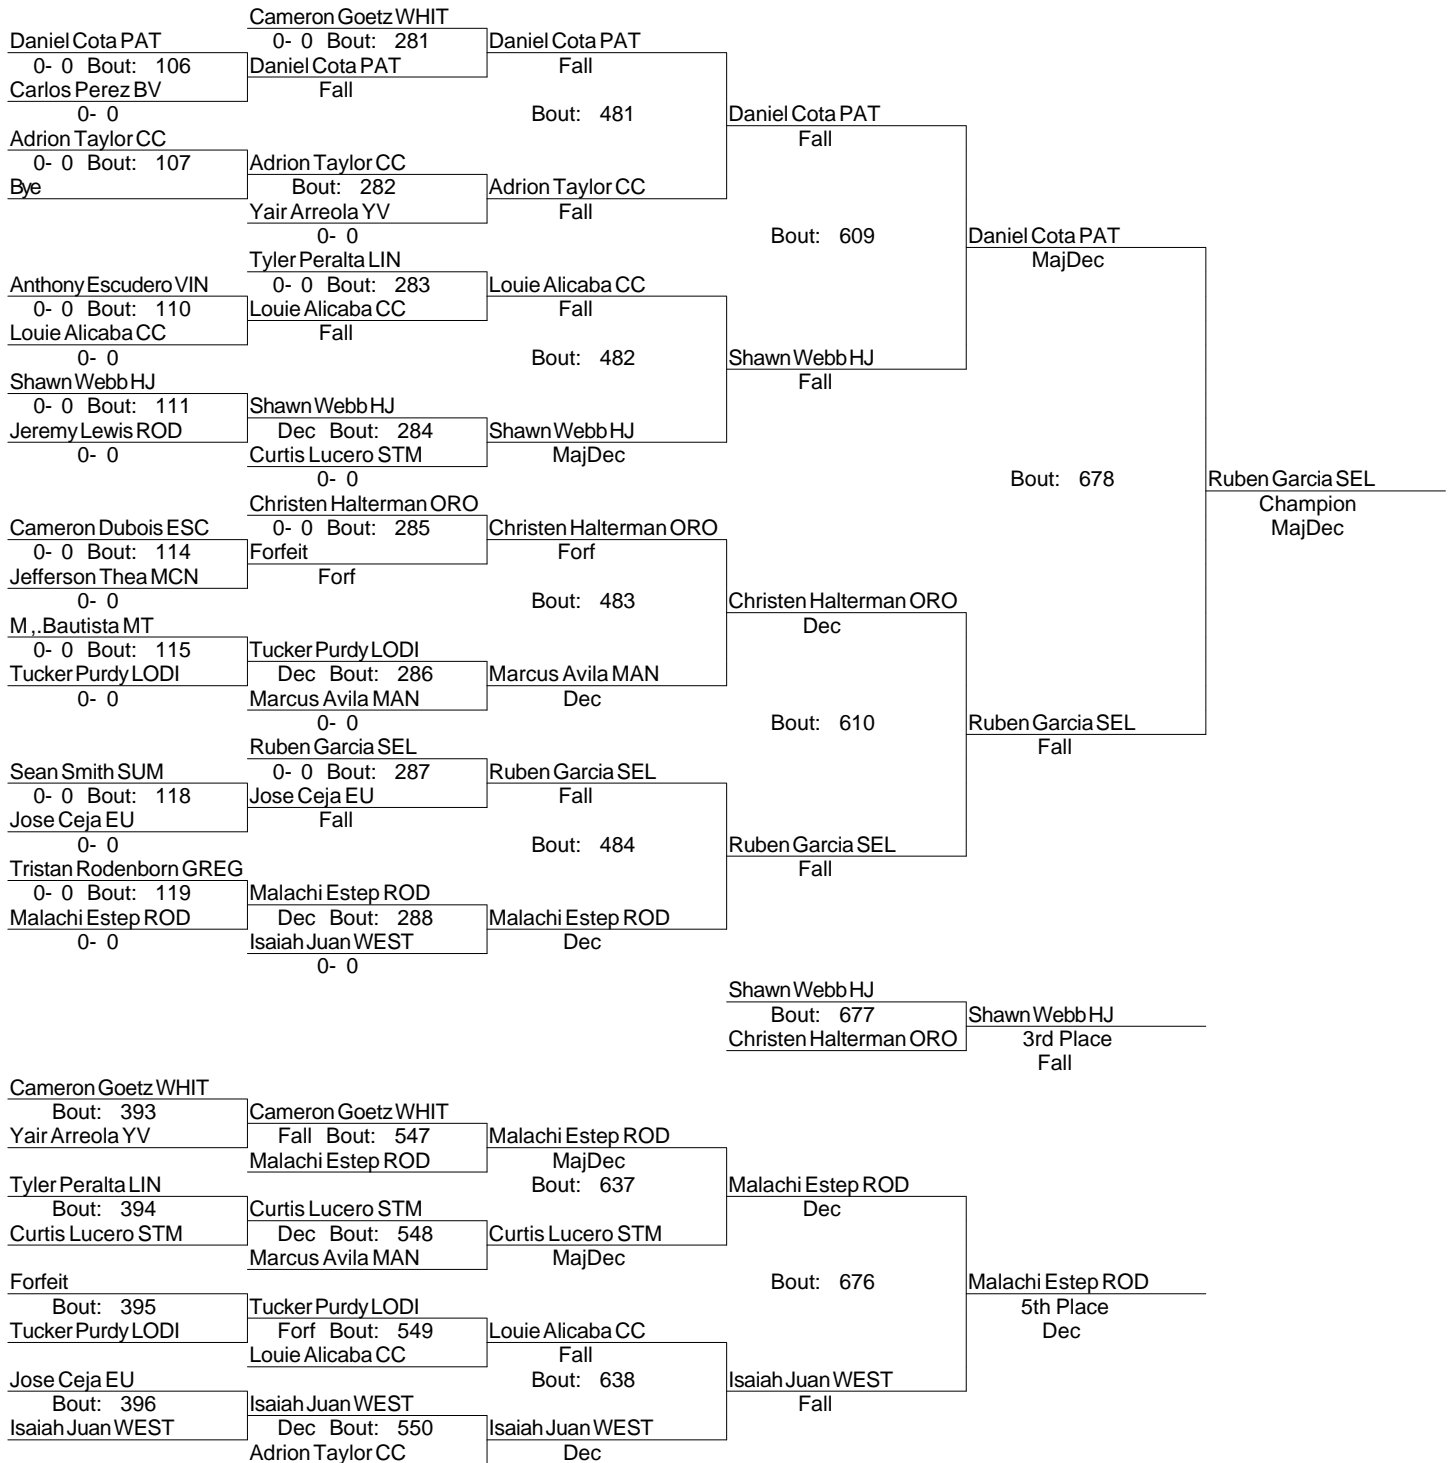 Cameron Goetz WHIT
Daniel Cota PAT 0- 0 Bout: 281 Daniel Cota PAT
0- 0 Bout: 106 Daniel Cota PAT Fall
Carlos Perez BV Fall
0- 0 Bout: 481 Daniel Cota PAT
Adrion Taylor CC Fall
0- 0 Bout: 107 Adrion Taylor CC
Bye Bout: 282 Adrion Taylor CC
Yair Arreola YV Fall
0- 0 Bout: 609 Daniel Cota PAT
Tyler Peralta LIN MajDec
Anthony Escudero VIN 0- 0 Bout: 283 Louie Alicaba CC
0- 0 Bout: 110 Louie Alicaba CC Fall
Louie Alicaba CC Fall
0- 0 Bout: 482 Shawn Webb HJ
Shawn Webb HJ Fall
0- 0 Bout: 111 Shawn Webb HJ
Jeremy Lewis ROD Dec Bout: 284 Shawn Webb HJ
0- 0 Curtis Lucero STM MajDec
0- 0 Bout: 678 Ruben Garcia SEL
Christen Halterman ORO Champion
Cameron Dubois ESC 0- 0 Bout: 285 Christen Halterman ORO MajDec
0- 0 Bout: 114 Forfeit Forf
Jefferson Thea MCN Forf
0- 0 Bout: 483 Christen Halterman ORO
M ,.Bautista MT Dec
0- 0 Bout: 115 Tucker Purdy LODI
Tucker Purdy LODI Dec Bout: 286 Marcus Avila MAN
0- 0 Marcus Avila MAN Dec
0- 0 Bout: 610 Ruben Garcia SEL
Ruben Garcia SEL Fall
Sean Smith SUM 0- 0 Bout: 287 Ruben Garcia SEL
0- 0 Bout: 118 Jose Ceja EU Fall
Jose Ceja EU Fall
0- 0 Bout: 484 Ruben Garcia SEL
Tristan Rodenborn GREG Fall
0- 0 Bout: 119 Malachi Estep ROD
Malachi Estep ROD Dec Bout: 288 Malachi Estep ROD
0- 0 Isaiah Juan WEST Dec
0- 0
Shawn Webb HJ
Bout: 677 Shawn Webb HJ
Christen Halterman ORO 3rd Place
Fall
Cameron Goetz WHIT
Bout: 393 Cameron Goetz WHIT
Yair Arreola YV Fall Bout: 547 Malachi Estep ROD
Malachi Estep ROD MajDec
Tyler Peralta LIN Bout: 637 Malachi Estep ROD
Bout: 394 Curtis Lucero STM Dec
Curtis Lucero STM Dec Bout: 548 Curtis Lucero STM
Marcus Avila MAN MajDec
Forfeit Bout: 676 Malachi Estep ROD
Bout: 395 Tucker Purdy LODI 5th Place
Tucker Purdy LODI Forf Bout: 549 Louie Alicaba CC Dec
Louie Alicaba CC Fall
Jose Ceja EU Bout: 638 Isaiah Juan WEST
Bout: 396 Isaiah Juan WEST Fall
Isaiah Juan WEST Dec Bout: 550 Isaiah Juan WEST
Adrion Taylor CC Dec